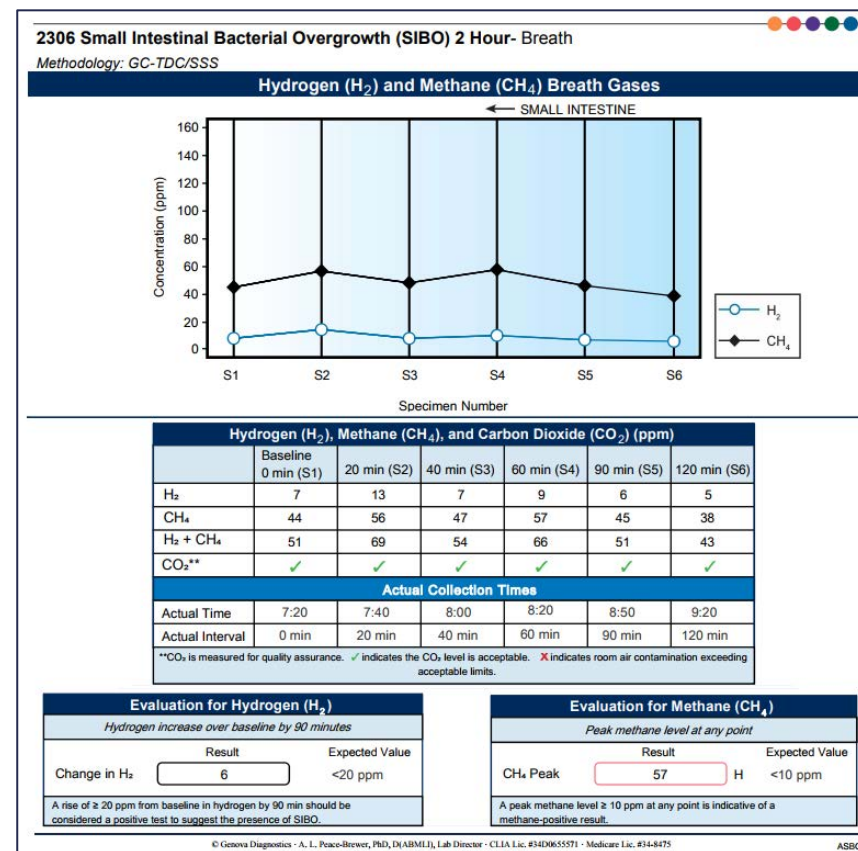 2306 Small Intestinal Bacterial Overgrowth (SIBO) 2 Hour- Breath
Methodology: GC-TDC/SSS
Hydrogen (H₂) and Methane (CH₄) Breath Gases
← SMALL INTESTINE
Concentration (ppm)
160
140
120
100
80
60
40
20
0
S1 S2 S3 S4 S5 S6
Specimen Number
H₂
CH₄
Hydrogen (H₂), Methane (CH₄), and Carbon Dioxide (CO₂) (ppm)
Baseline
0 min (S1) 20 min (S2) 40 min (S3) 60 min (S4) 90 min (S5) 120 min (S6)
H₂ 7 13 7 9 6 5
CH₄ 44 56 47 57 45 38
H₂ + CH₄ 51 69 54 66 51 43
CO₂** ✓ ✓ ✓ ✓ ✓ ✓
Actual Collection Times
Actual Time 7:20 7:40 8:00 8:20 8:50 9:20
Actual Interval 0 min 20 min 40 min 60 min 90 min 120 min
**CO₂ is measured for quality assurance. ✓ indicates the CO₂ level is acceptable. X indicates room air contamination exceeding
acceptable limits.
Evaluation for Hydrogen (H₂)
Hydrogen increase over baseline by 90 minutes
Result Expected Value
Change in H₂ 6 <20 ppm
A rise of ≥ 20 ppm from baseline in hydrogen by 90 min should be
considered a positive test to suggest the presence of SIBO.
Evaluation for Methane (CH₄)
Peak methane level at any point
Result Expected Value
CH₄ Peak 57 H <10 ppm
A peak methane level ≥ 10 ppm at any point is indicative of a
methane-positive result.
© Genova Diagnostics · A. L. Peace-Brewer, PhD, D(ABMLI), Lab Director · CLIA Lic. #34D0655571 · Medicare Lic. #34-8475